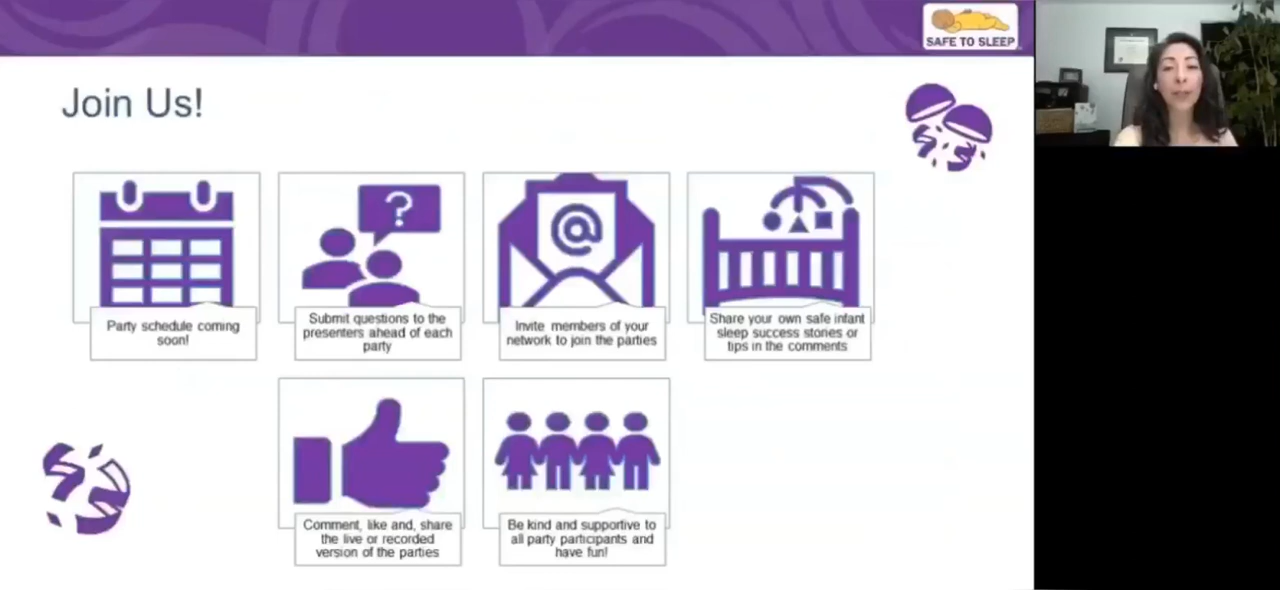 SAFE TO SLEEP
Join Us!
?
@
Party schedule coming
soon!
Submit questions to the
presenters ahead of each
party
Invite members of your
network to join the parties
Share your own safe infant
sleep success stories or
tips in the comments
Comment, like and, share
the live or recorded
version of the parties
Be kind and supportive to
all party participants and
have fun!